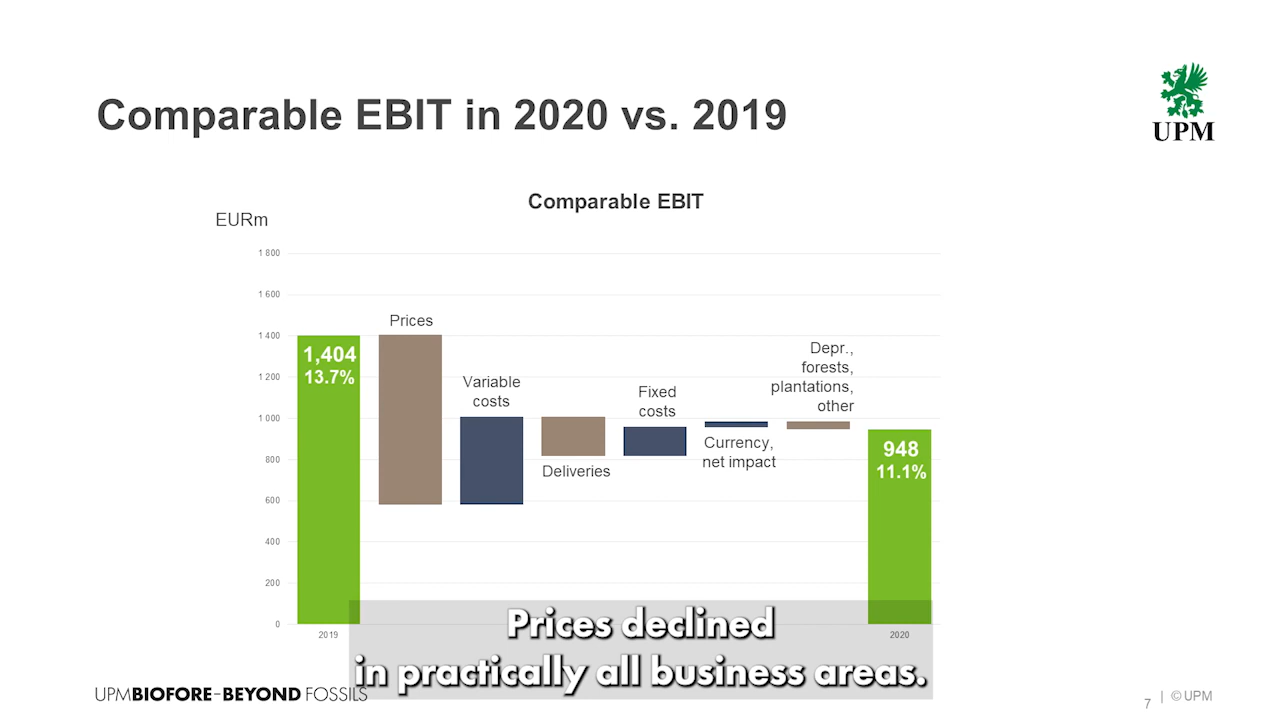 Comparable EBIT in 2020 vs. 2019
UPM
Comparable EBIT
EURm
1 800
1 600
1 400
1 200
1 000
800
600
400
200
0
1,404
13.7%
Prices
Variable
costs
Deliveries
Fixed
costs
Currency,
net impact
Depr.,
forests,
plantations,
other
948
11.1%
2019
2020
Prices declined
in practically all business areas.
UPM BIOFORE–BEYOND FOSSILS
7 | © UPM